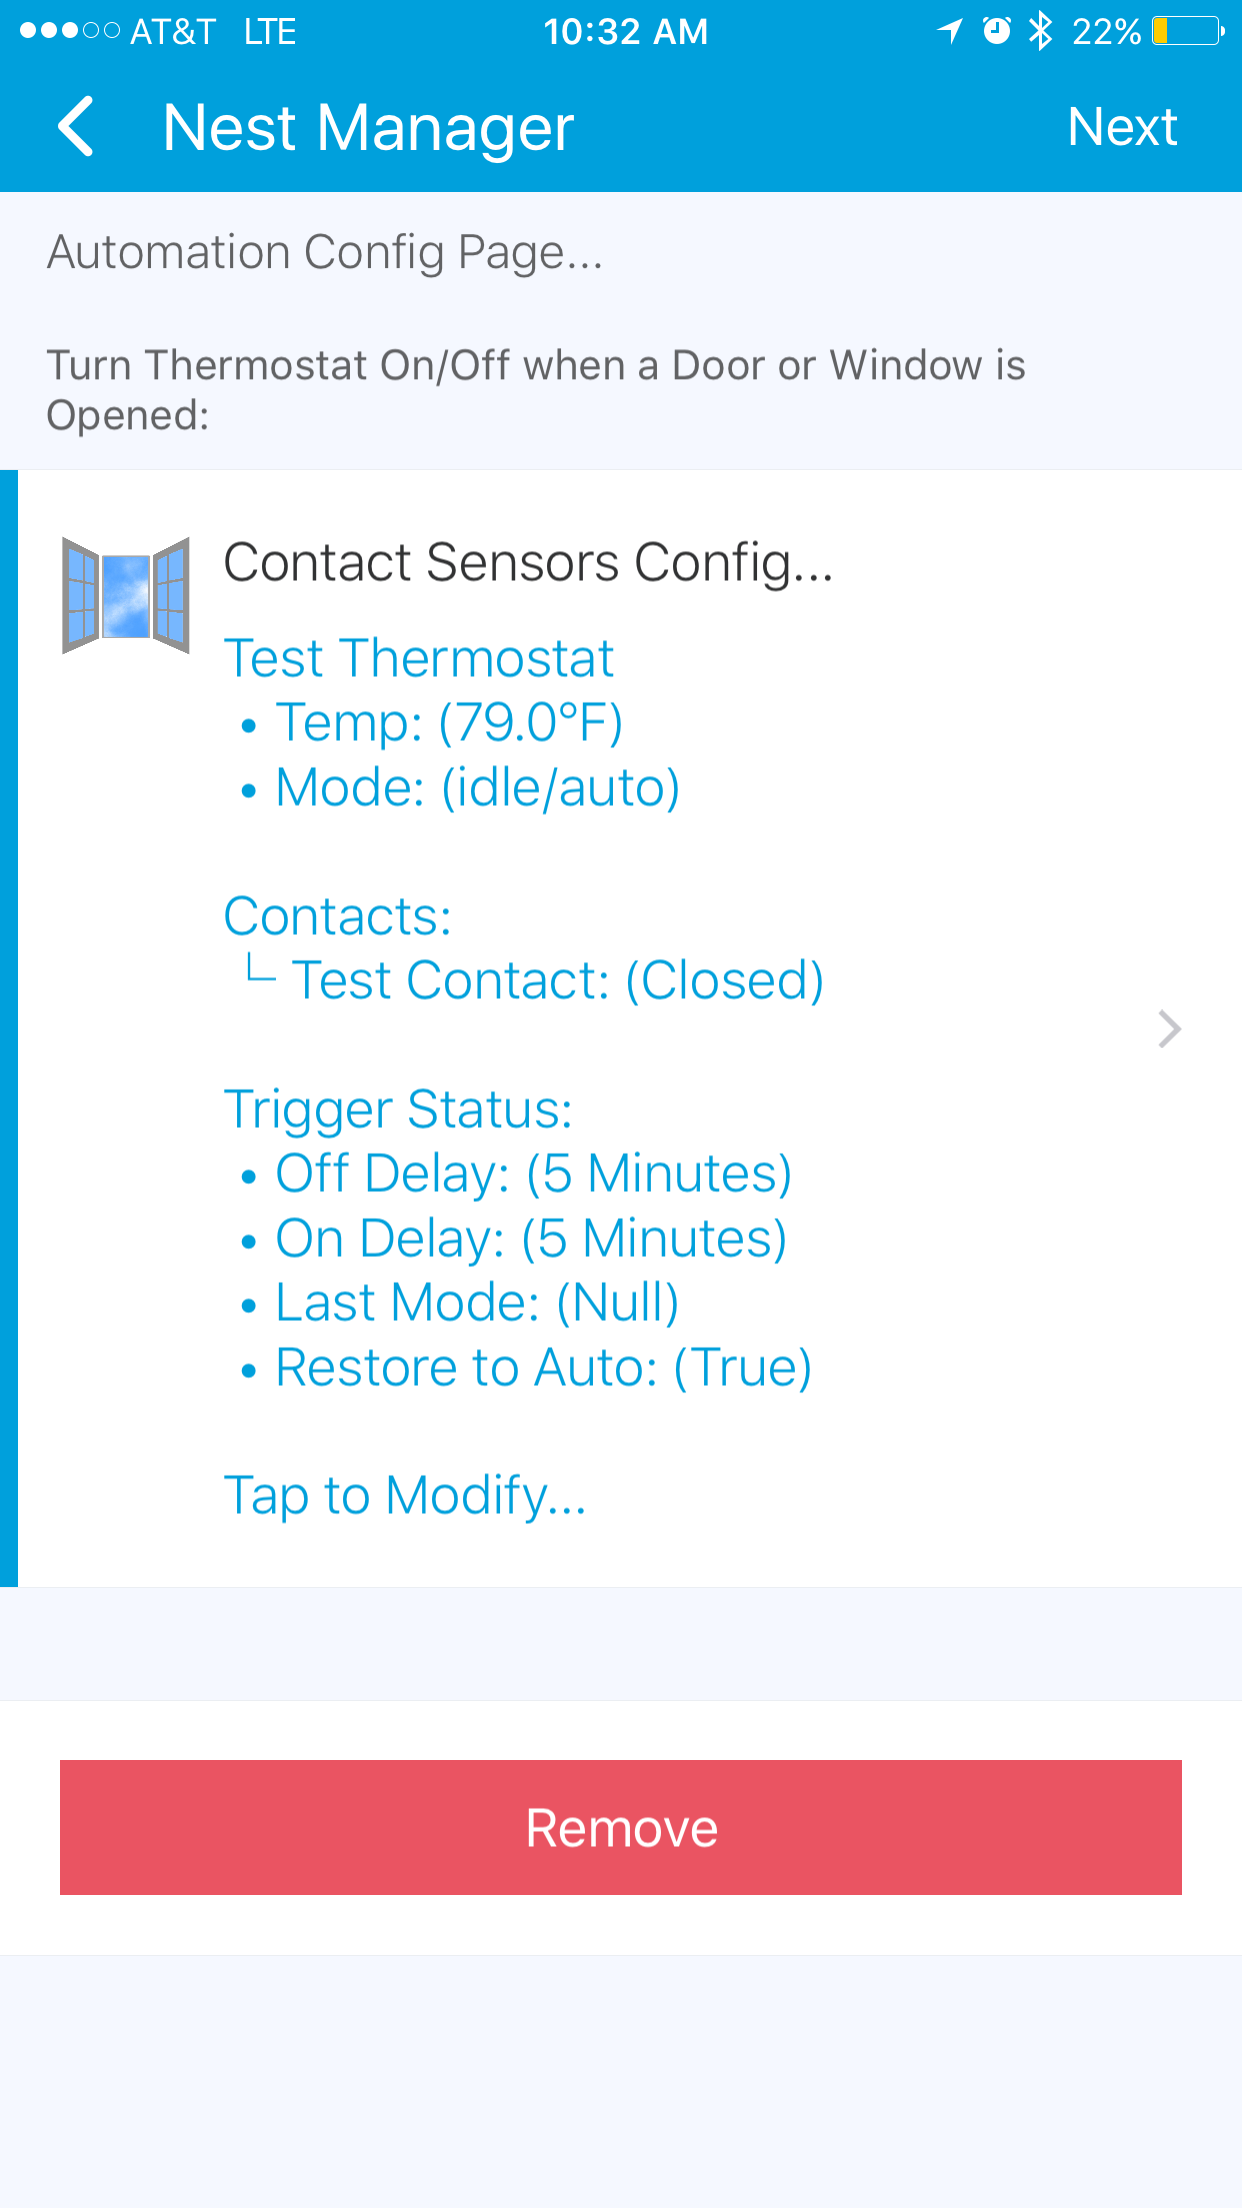 AT&T LTE 10:32 AM 22%
Nest Manager Next
Automation Config Page...
Turn Thermostat On/Off when a Door or Window is
Opened:
Contact Sensors Config...
Test Thermostat
• Temp: (79.0°F)
• Mode: (idle/auto)
Contacts:
└ Test Contact: (Closed)
Trigger Status:
• Off Delay: (5 Minutes)
• On Delay: (5 Minutes)
• Last Mode: (Null)
• Restore to Auto: (True)
Tap to Modify...
Remove